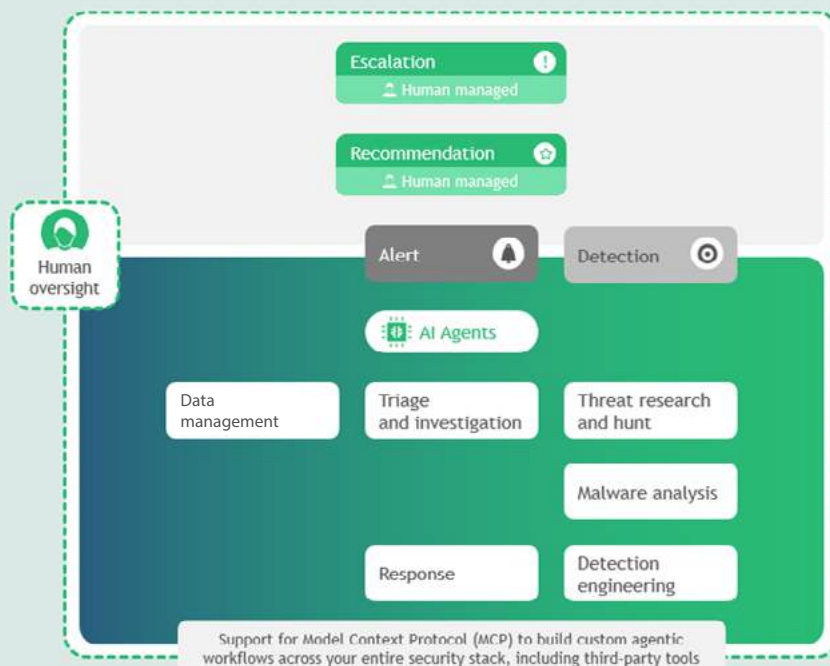 Escalation
Human managed
Recommendation
Human managed
Human
oversight
Alert
Detection
AI Agents
Data
management
Triage
and investigation
Threat research
and hunt
Malware analysis
Response
Detection
engineering
Support for Model Context Protocol (MCP) to build custom agentic
workflows across your entire security stack, including third-party tools